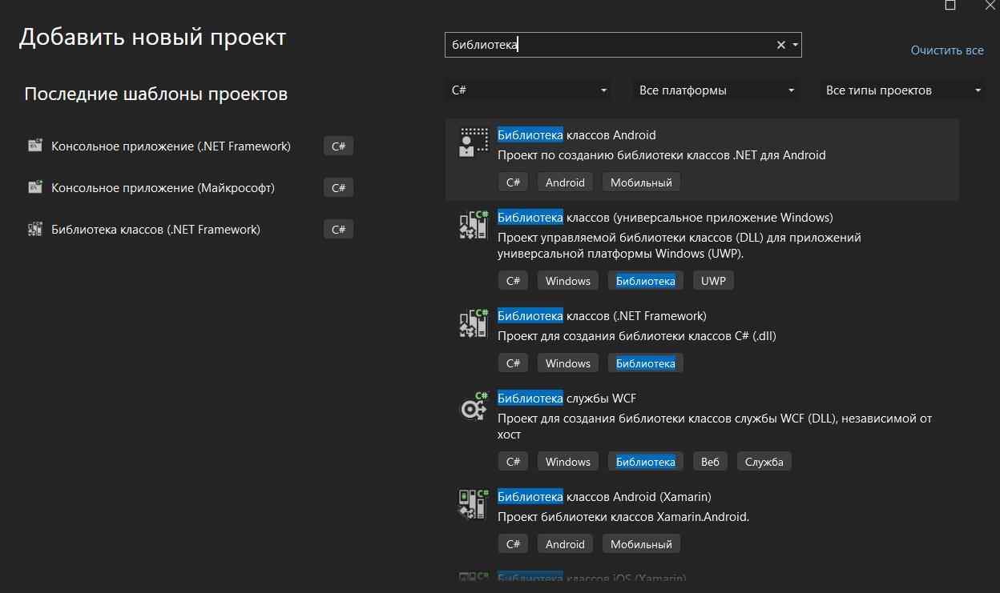 Добавить новый проект
библиотека
Очистить все
Последние шаблоны проектов
C#
Все платформы
Все типы проектов
Консольное приложение (.NET Framework) C#
Консольное приложение (Майкрософт) C#
Библиотека классов (.NET Framework) C#
Библиотека классов Android
Проект по созданию библиотеки классов .NET для Android
C# Android Мобильный
Библиотека классов (универсальное приложение Windows)
Проект управляемой библиотеки классов (DLL) для приложений
универсальной платформы Windows (UWP).
C# Windows Библиотека UWP
Библиотека классов (.NET Framework)
Проект для создания библиотеки классов C# (.dll)
C# Windows Библиотека
Библиотека службы WCF
Проект для создания библиотеки классов службы WCF (DLL), независимой от
хост
C# Windows Библиотека Веб Служба
Библиотека классов Android (Xamarin)
Проект библиотеки классов Xamarin.Android.
C# Android Мобильный
Библиотека классов iOS (Xamarin)